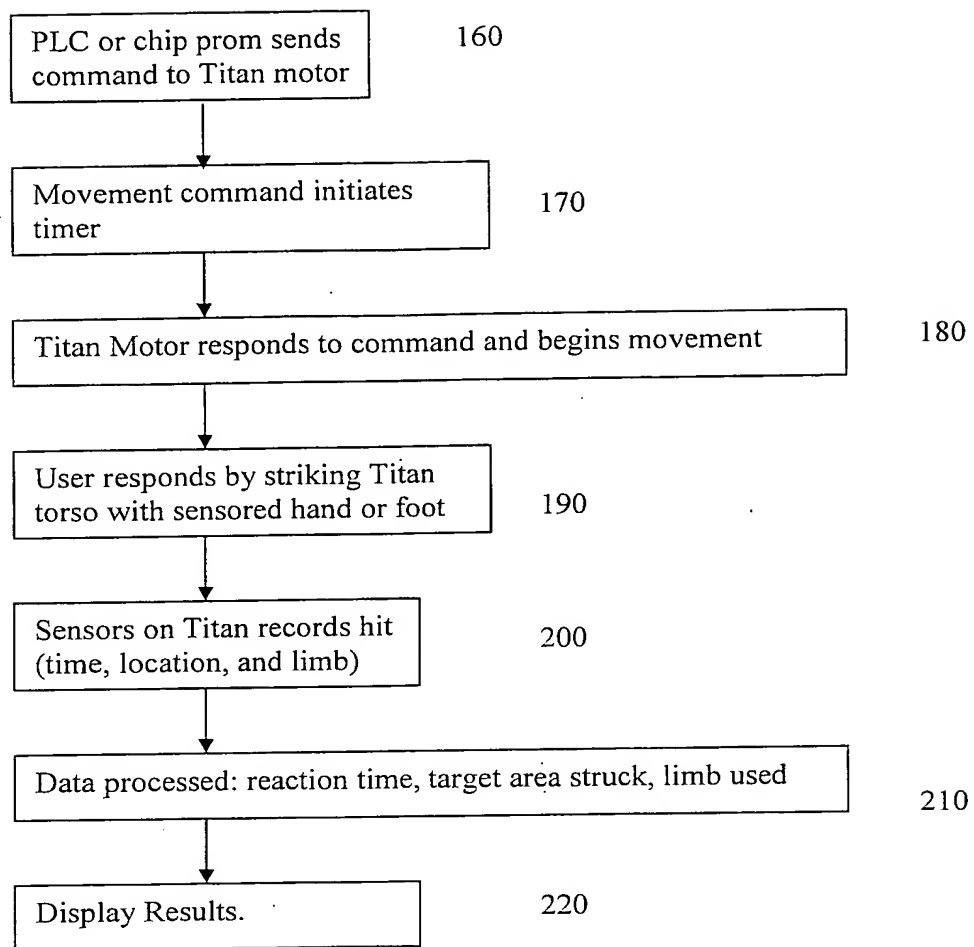 PLC or chip prom sends
command to Titan motor
160
Movement command initiates
timer
170
Titan Motor responds to command and begins movement
180
User responds by striking Titan
torso with sensored hand or foot
190
Sensors on Titan records hit
(time, location, and limb)
200
Data processed: reaction time, target area struck, limb used
210
Display Results.
220